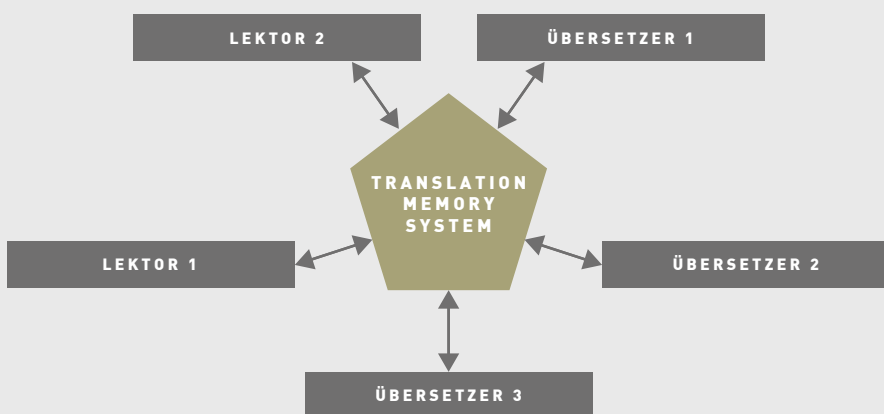 LEKTOR 2
ÜBERSETZER 1
TRANSLATION
MEMORY
SYSTEM
LEKTOR 1
ÜBERSETZER 2
ÜBERSETZER 3